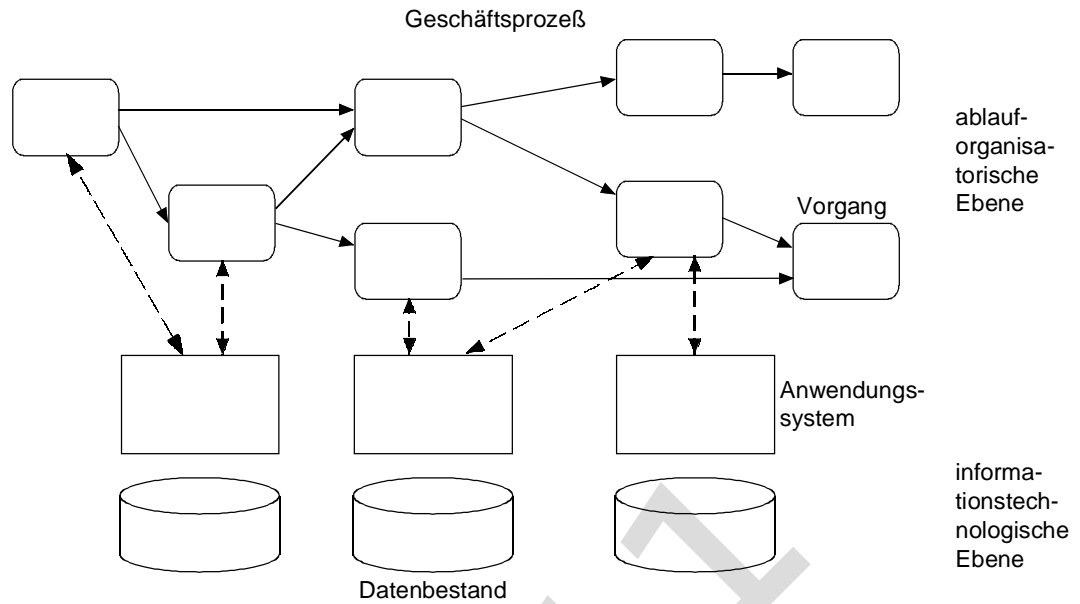 Geschäftsprozeß
ablauf-
organisa-
torische
Ebene
Vorgang
Anwendungs-
system
informa-
tionstech-
nologische
Ebene
Datenbestand